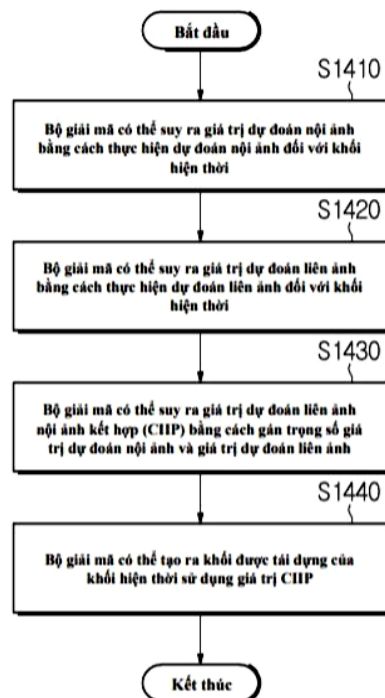 Bắt đầu
S1410
Bộ giải mã có thể suy ra giá trị dự đoán nội ảnh
bằng cách thực hiện dự đoán nội ảnh đối với khối
hiện thời
S1420
Bộ giải mã có thể suy ra giá trị dự đoán liên ảnh
bằng cách thực hiện dự đoán liên ảnh đối với khối
hiện thời
S1430
Bộ giải mã có thể suy ra giá trị dự đoán liên ảnh
nội ảnh kết hợp (CIIP) bằng cách gán trọng số giá
trị dự đoán nội ảnh và giá trị dự đoán liên ảnh
S1440
Bộ giải mã có thể tạo ra khối được tái dựng của
khối hiện thời sử dụng giá trị CIIP
Kết thúc